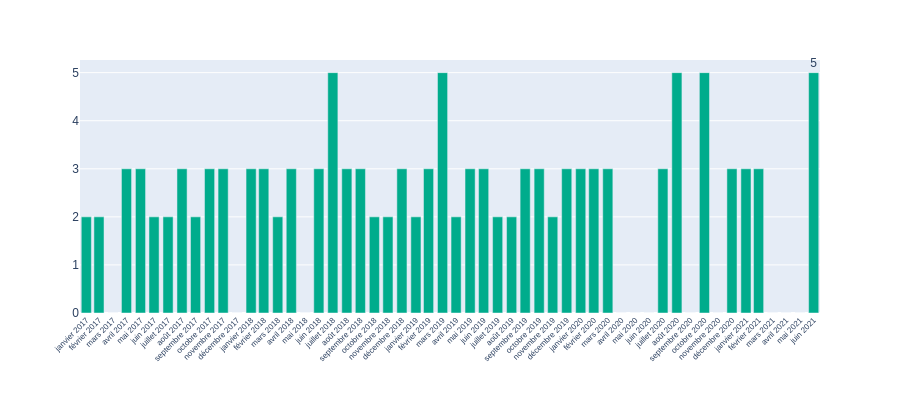 5
5
4
3
2
1
0
janvier 2017
février 2017
mars 2017
avril 2017
mai 2017
juin 2017
juillet 2017
août 2017
septembre 2017
octobre 2017
novembre 2017
décembre 2017
janvier 2018
février 2018
mars 2018
avril 2018
mai 2018
juin 2018
juillet 2018
août 2018
septembre 2018
octobre 2018
novembre 2018
décembre 2018
janvier 2019
février 2019
mars 2019
avril 2019
mai 2019
juin 2019
juillet 2019
août 2019
septembre 2019
octobre 2019
novembre 2019
décembre 2019
janvier 2020
février 2020
mars 2020
avril 2020
mai 2020
juin 2020
juillet 2020
août 2020
septembre 2020
octobre 2020
novembre 2020
décembre 2020
janvier 2021
février 2021
mars 2021
avril 2021
mai 2021
juin 2021